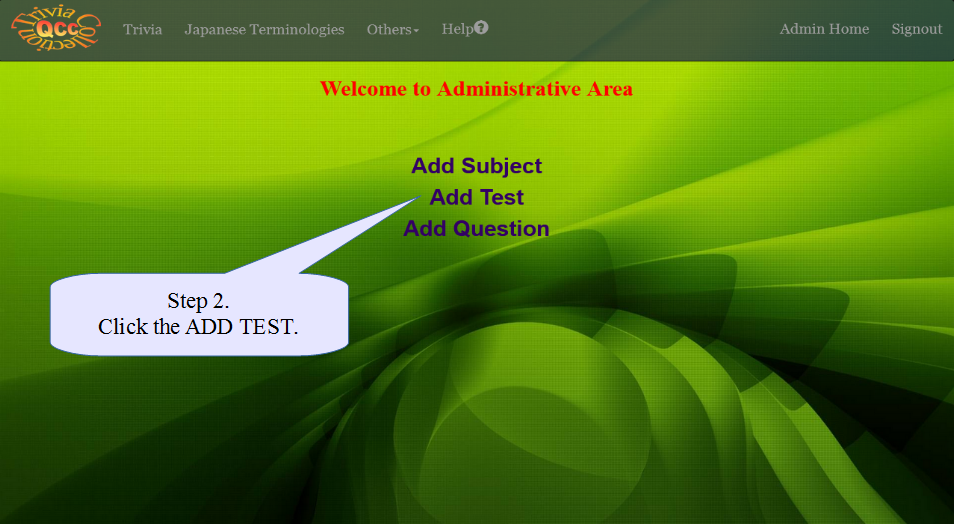 Trivia
QCC
Collection
Trivia Japanese Terminologies Others Help Admin Home Signout
Welcome to Administrative Area
Add Subject
Add Test
Add Question
Step 2.
Click the ADD TEST.